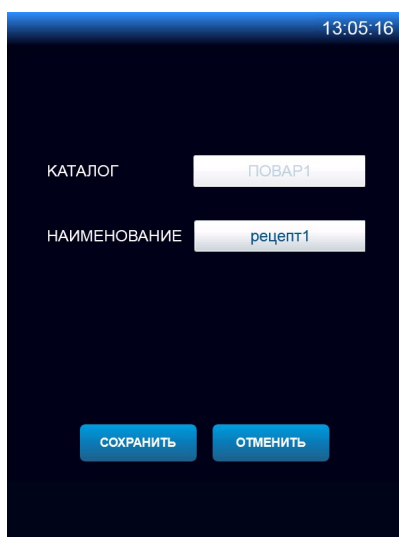 13:05:16
КАТАЛОГ ПОВАР1
НАИМЕНОВАНИЕ рецепт1
СОХРАНИТЬ ОТМЕНИТЬ